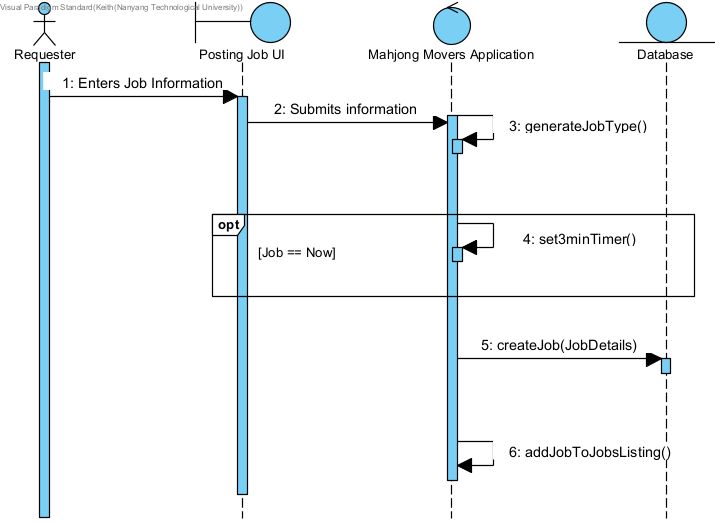 Visual Paradigm Standard(Keith(Nanyang Technological University))
Requester
Posting Job UI
Mahjong Movers Application
Database
1: Enters Job Information
2: Submits information
3: generateJobType()
opt
4: set3minTimer()
[Job == Now]
5: createJob(JobDetails)
6: addJobToJobsListing()